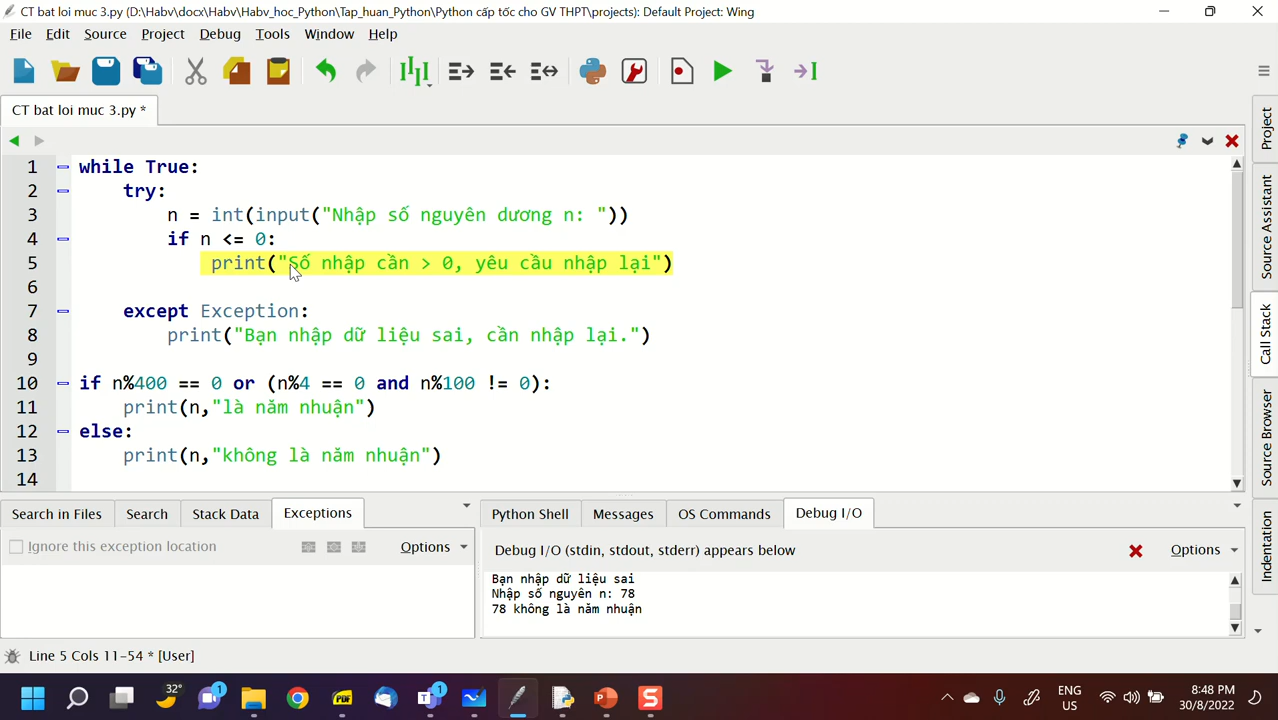 CT bat loi muc 3.py (D:\Habv\docx\Habv\Habv_hoc_Python\Tap_huan_Python\Python cấp tốc cho GV THPT\projects): Default Project: Wing
File Edit Source Project Debug Tools Window Help
CT bat loi muc 3.py *
1 while True:
2 try:
3 n = int(input("Nhập số nguyên dương n: "))
4 if n <= 0:
5 print("Số nhập cần > 0, yêu cầu nhập lại")
6
7 except Exception:
8 print("Bạn nhập dữ liệu sai, cần nhập lại.")
9
10 if n%400 == 0 or (n%4 == 0 and n%100 != 0):
11 print(n,"là năm nhuận")
12 else:
13 print(n,"không là năm nhuận")
14
Project
Source Assistant
Call Stack
Source Browser
Indentation
Search in Files Search Stack Data Exceptions
Ignore this exception location Options
Python Shell Messages OS Commands Debug I/O
Debug I/O (stdin, stdout, stderr) appears below Options
Bạn nhập dữ liệu sai
Nhập số nguyên n: 78
78 không là năm nhuận
Line 5 Cols 11-54 * [User]
32°
1
PDF
1
ENG
US
8:48 PM
30/8/2022